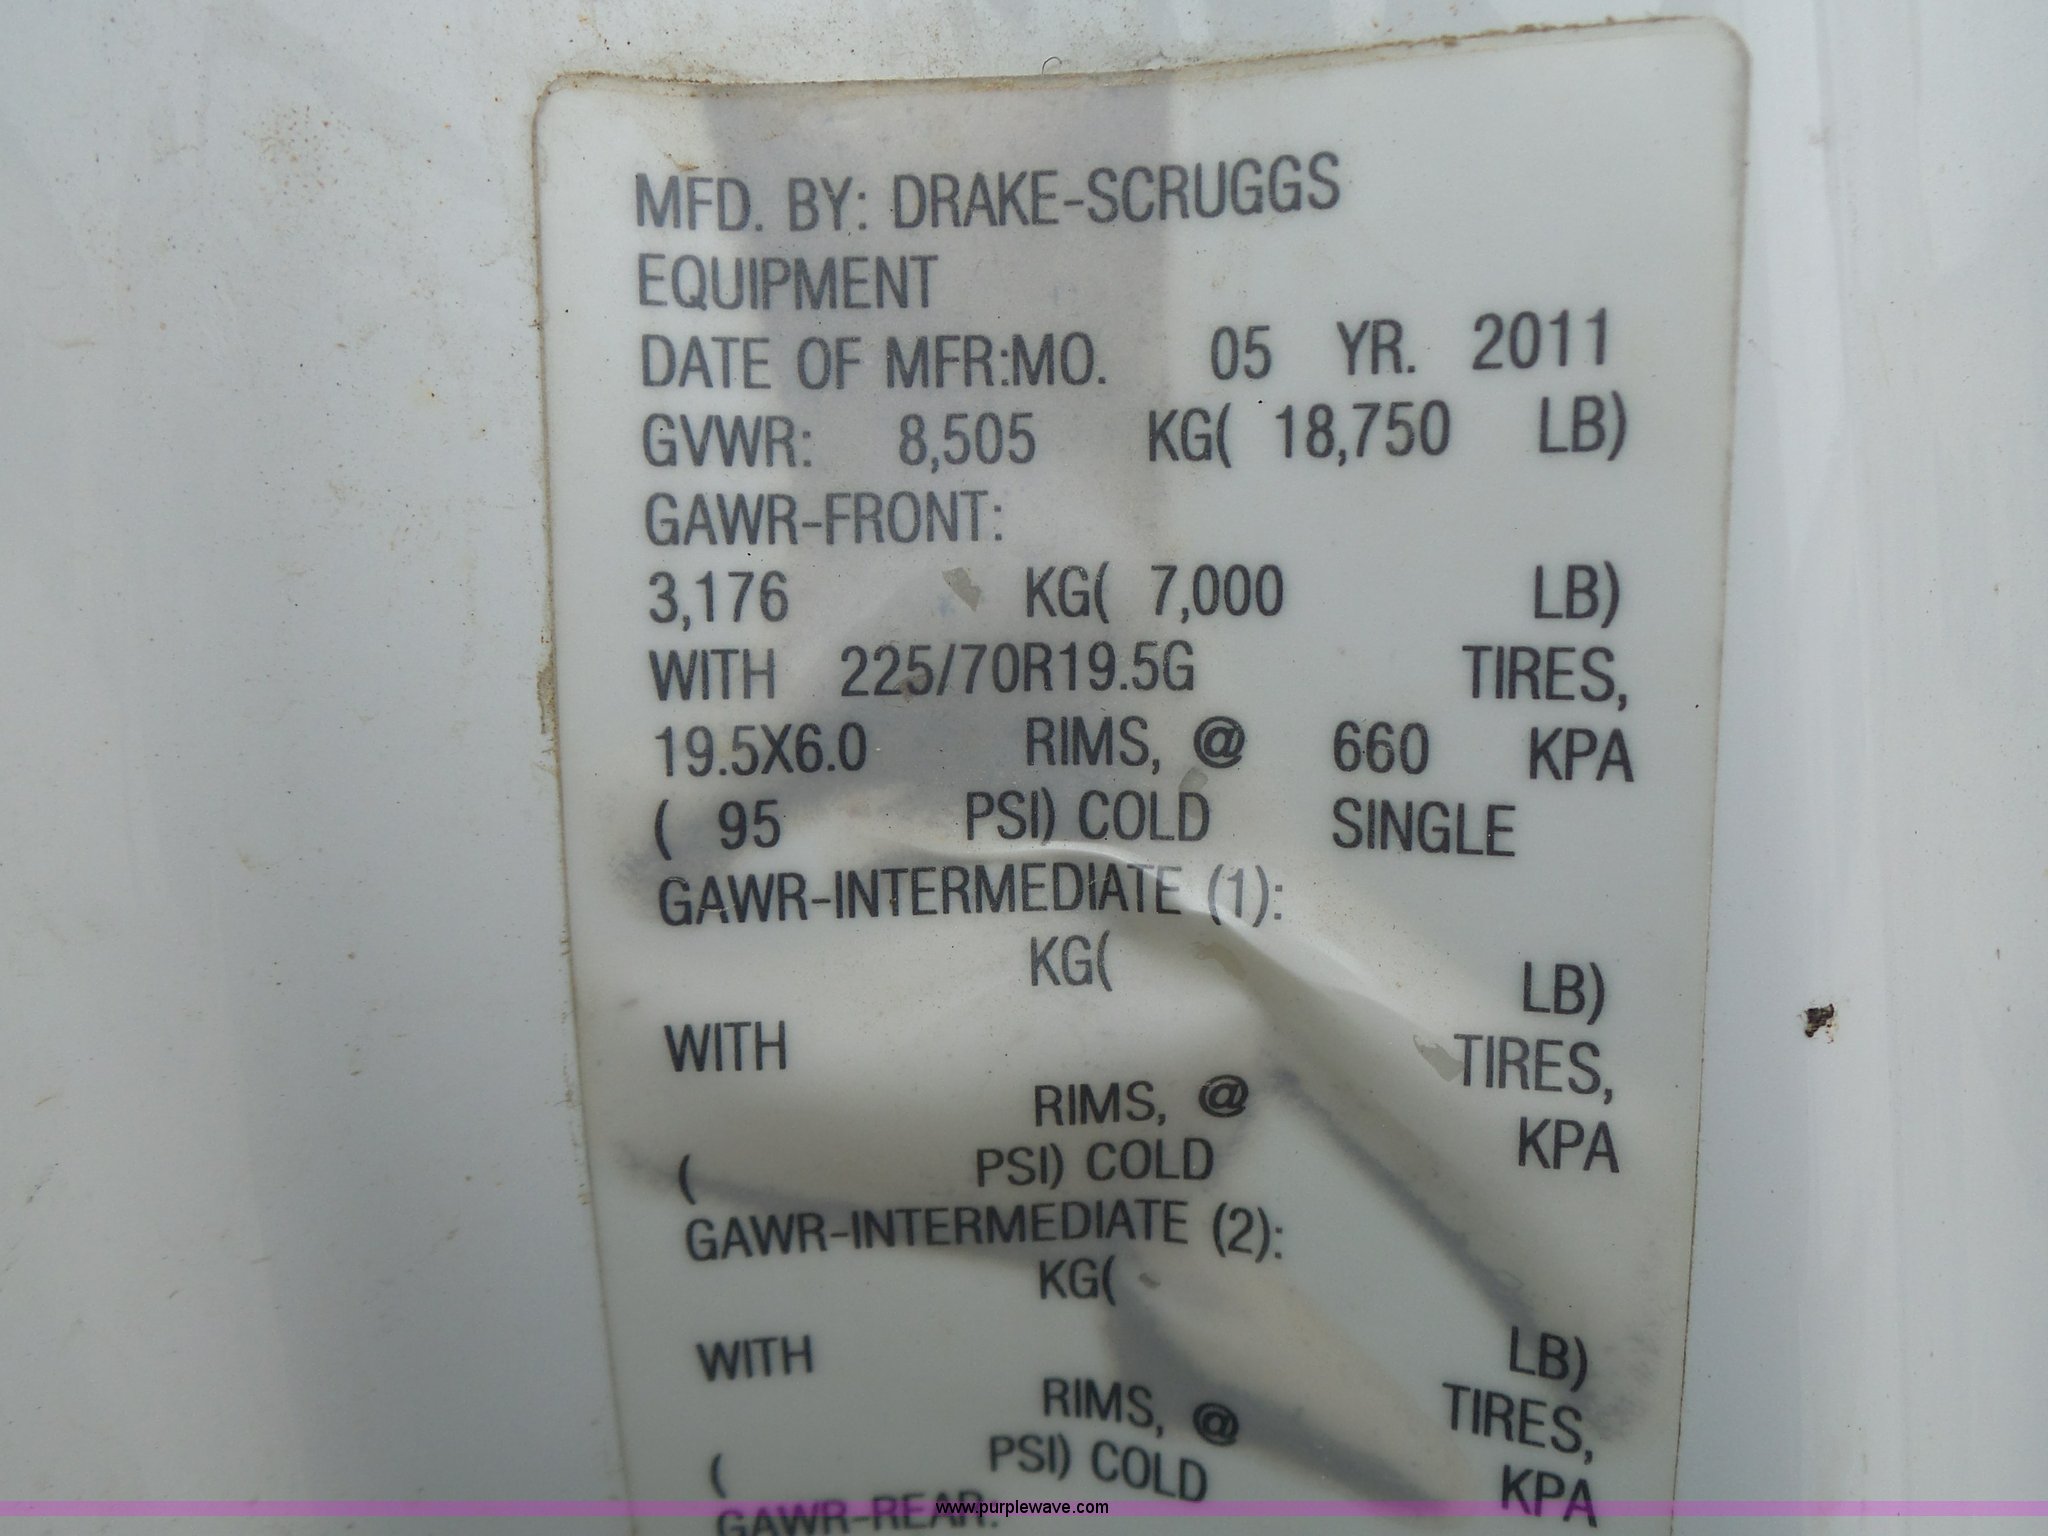 MFD. BY: DRAKE-SCRUGGS
EQUIPMENT
DATE OF MFR:MO. 05 YR. 2011
GVWR: 8,505 KG( 18,750 LB)
GAWR-FRONT:
3,176 KG( 7,000 LB)
WITH 225/70R19.5G TIRES,
19.5X6.0 RIMS, @ 660 KPA
( 95 PSI) COLD SINGLE
GAWR-INTERMEDIATE (1):
KG( LB)
WITH TIRES,
RIMS, @ KPA
( PSI) COLD
GAWR-INTERMEDIATE (2):
KG( LB)
WITH TIRES,
RIMS, @ KPA
( PSI) COLD
GAWR-REAR:
www.purplewave.com